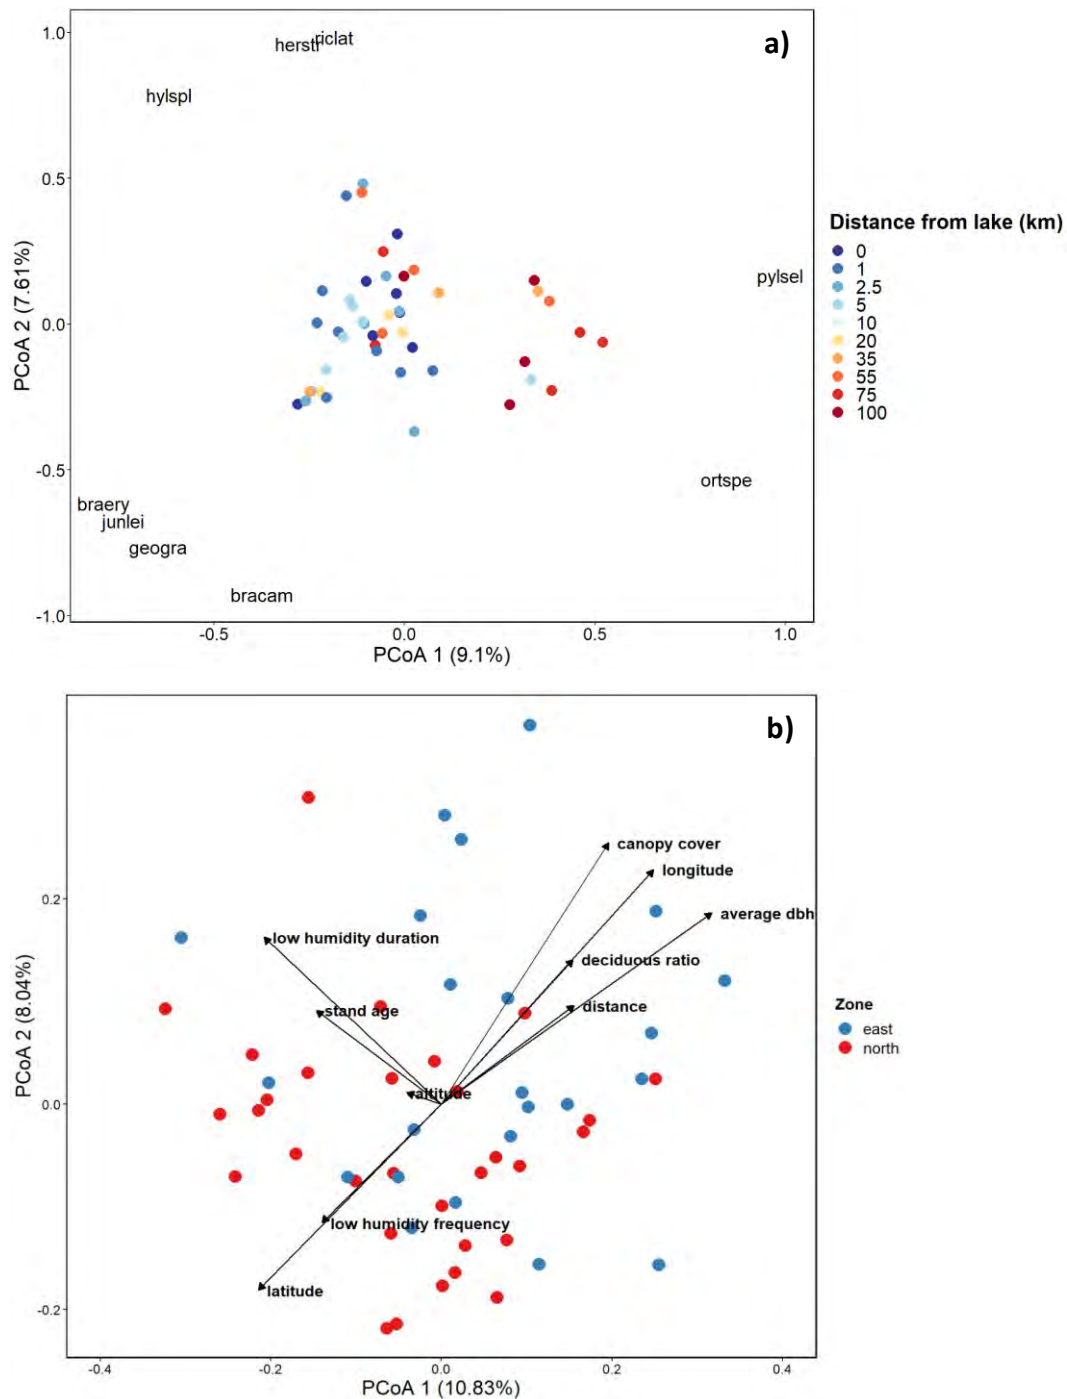 a)
1.0
0.5
0.0
-0.5
-1.0
PCoA 2 (7.61%)
herstr
riclat
hylspl
pylsel
ortspe
braery
junlei
geogra
bracam
-0.5
0.0
0.5
1.0
PCoA 1 (9.1%)
Distance from lake (km)
0
1
2.5
5
10
20
35
55
75
100
b)
0.2
0.0
-0.2
PCoA 2 (8.04%)
canopy cover
longitude
average dbh
low humidity duration
deciduous ratio
stand age
distance
altitude
low humidity frequency
latitude
-0.4
-0.2
0.0
0.2
0.4
PCoA 1 (10.83%)
Zone
east
north